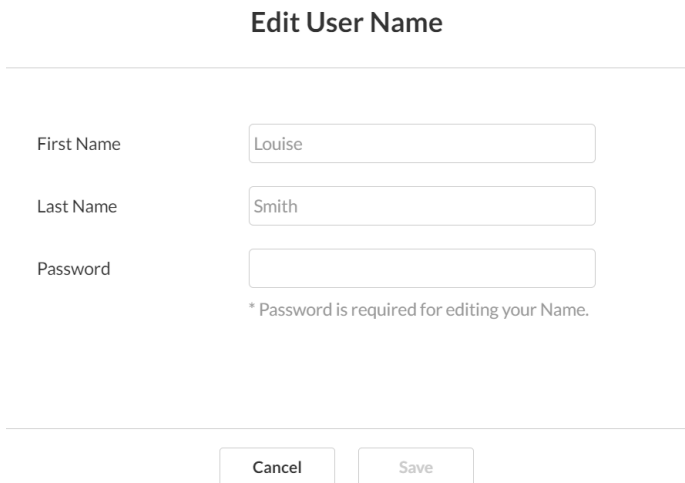 Edit User Name
First Name
Louise
Last Name
Smith
Password
* Password is required for editing your Name.
Cancel
Save